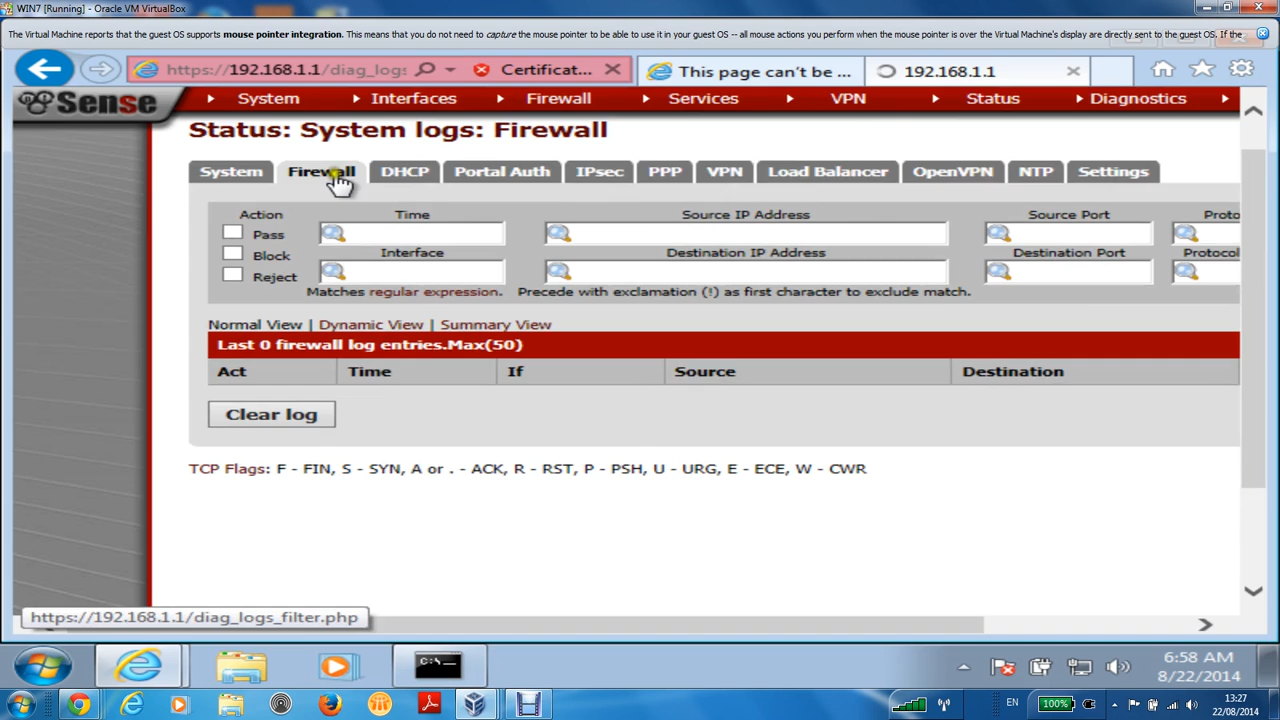 WIN7 [Running] - Oracle VM VirtualBox
The Virtual Machine reports that the guest OS supports mouse pointer integration. This means that you do not need to capture the mouse pointer to be able to use it in your guest OS -- all mouse actions you perform when the mouse pointer is over the Virtual Machine's display are directly sent to the guest OS. If the
https://192.168.1.1/diag_logs Certificat... This page can't be ... 192.168.1.1
Sense System Interfaces Firewall Services VPN Status Diagnostics
Status: System logs: Firewall
System Firewall DHCP Portal Auth IPsec PPP VPN Load Balancer OpenVPN NTP Settings
Action Time Source IP Address Source Port Proto
Pass
Interface Destination IP Address Destination Port Protocol
Block
Reject
Matches regular expression. Precede with exclamation (!) as first character to exclude match.
Normal View | Dynamic View | Summary View
Last 0 firewall log entries.Max(50)
Act Time If Source Destination
Clear log
TCP Flags: F - FIN, S - SYN, A or . - ACK, R - RST, P - PSH, U - URG, E - ECE, W - CWR
https://192.168.1.1/diag_logs_filter.php
C:\
6:58 AM
8/22/2014
EN 100% 13:27
22/08/2014